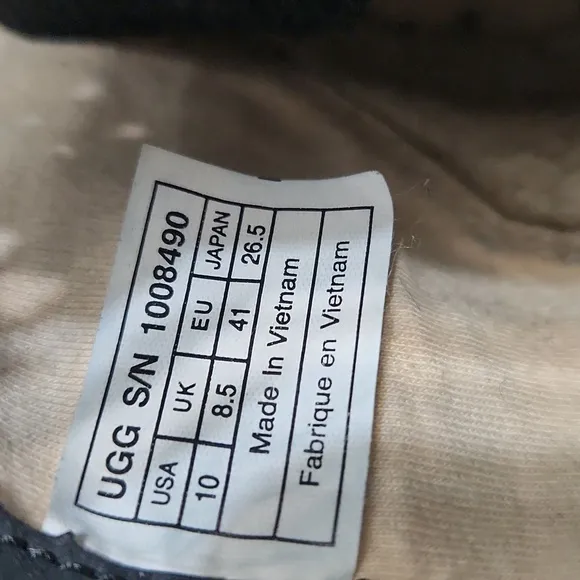 UGG S/N 1008490
USA UK EU JAPAN
10 8.5 41 26.5
Made In Vietnam
Fabrique en Vietnam